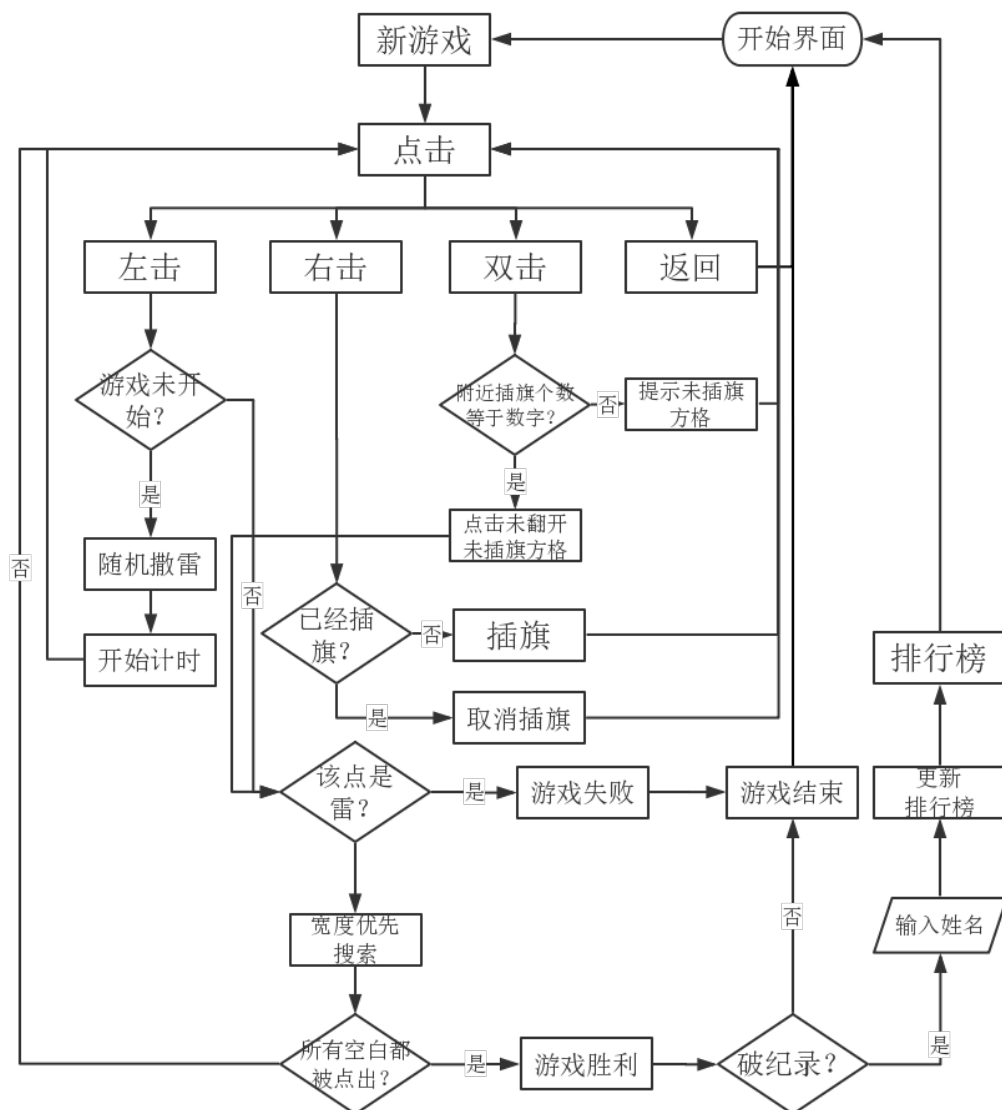 新游戏
开始界面
点击
左击
右击
双击
返回
游戏未开
始？
附近插旗个数
等于数字？
否
提示未插旗
方格
是
是
点击未翻开
未插旗方格
随机撒雷
否
否
已经插
旗？
否
插旗
开始计时
排行榜
是
取消插旗
该点是
雷？
是
游戏失败
游戏结束
更新
排行榜
否
输入姓名
宽度优先
搜索
所有空白都
被点出？
是
游戏胜利
破纪录？
是